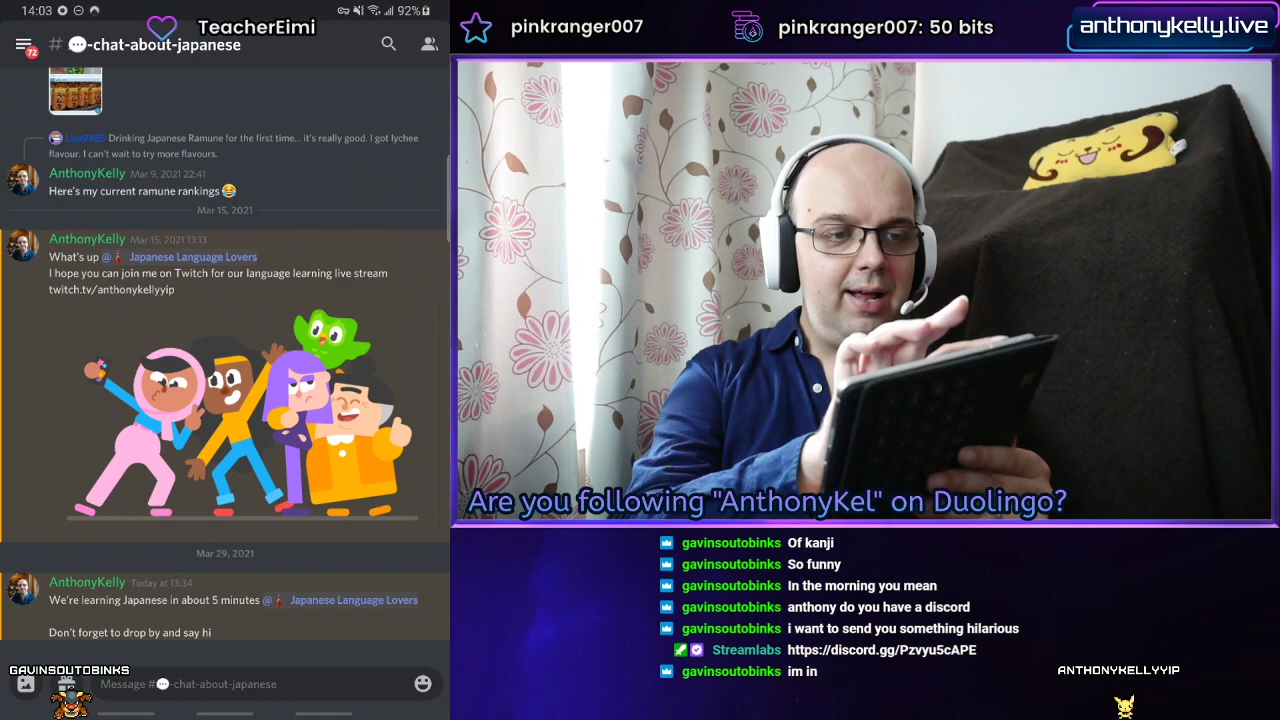 14:03
92%
TeacherEimi
72
# 💬-chat-about-japanese
Lisa9485 Drinking Japanese Ramune for the first time... it's really good. I got lychee
flavour. I can't wait to try more flavours.
AnthonyKelly Mar 9, 2021 22:41
Here's my current ramune rankings 😂
Mar 15, 2021
AnthonyKelly Mar 15, 2021 13:13
What's up @🗼 Japanese Language Lovers
I hope you can join me on Twitch for our language learning live stream
twitch.tv/anthonykellyyip
Mar 29, 2021
AnthonyKelly Today at 13:34
We're learning Japanese in about 5 minutes @🗼 Japanese Language Lovers
Don't forget to drop by and say hi
GAVINSOUTOBINKS
Message #💬-chat-about-japanese
pinkranger007
pinkranger007: 50 bits
anthonykelly.live
Are you following "AnthonyKel" on Duolingo?
gavinsoutobinks Of kanji
gavinsoutobinks So funny
gavinsoutobinks In the morning you mean
gavinsoutobinks anthony do you have a discord
gavinsoutobinks i want to send you something hilarious
Streamlabs https://discord.gg/Pzvyu5cAPE
gavinsoutobinks im in
ANTHONYKELLYYIP